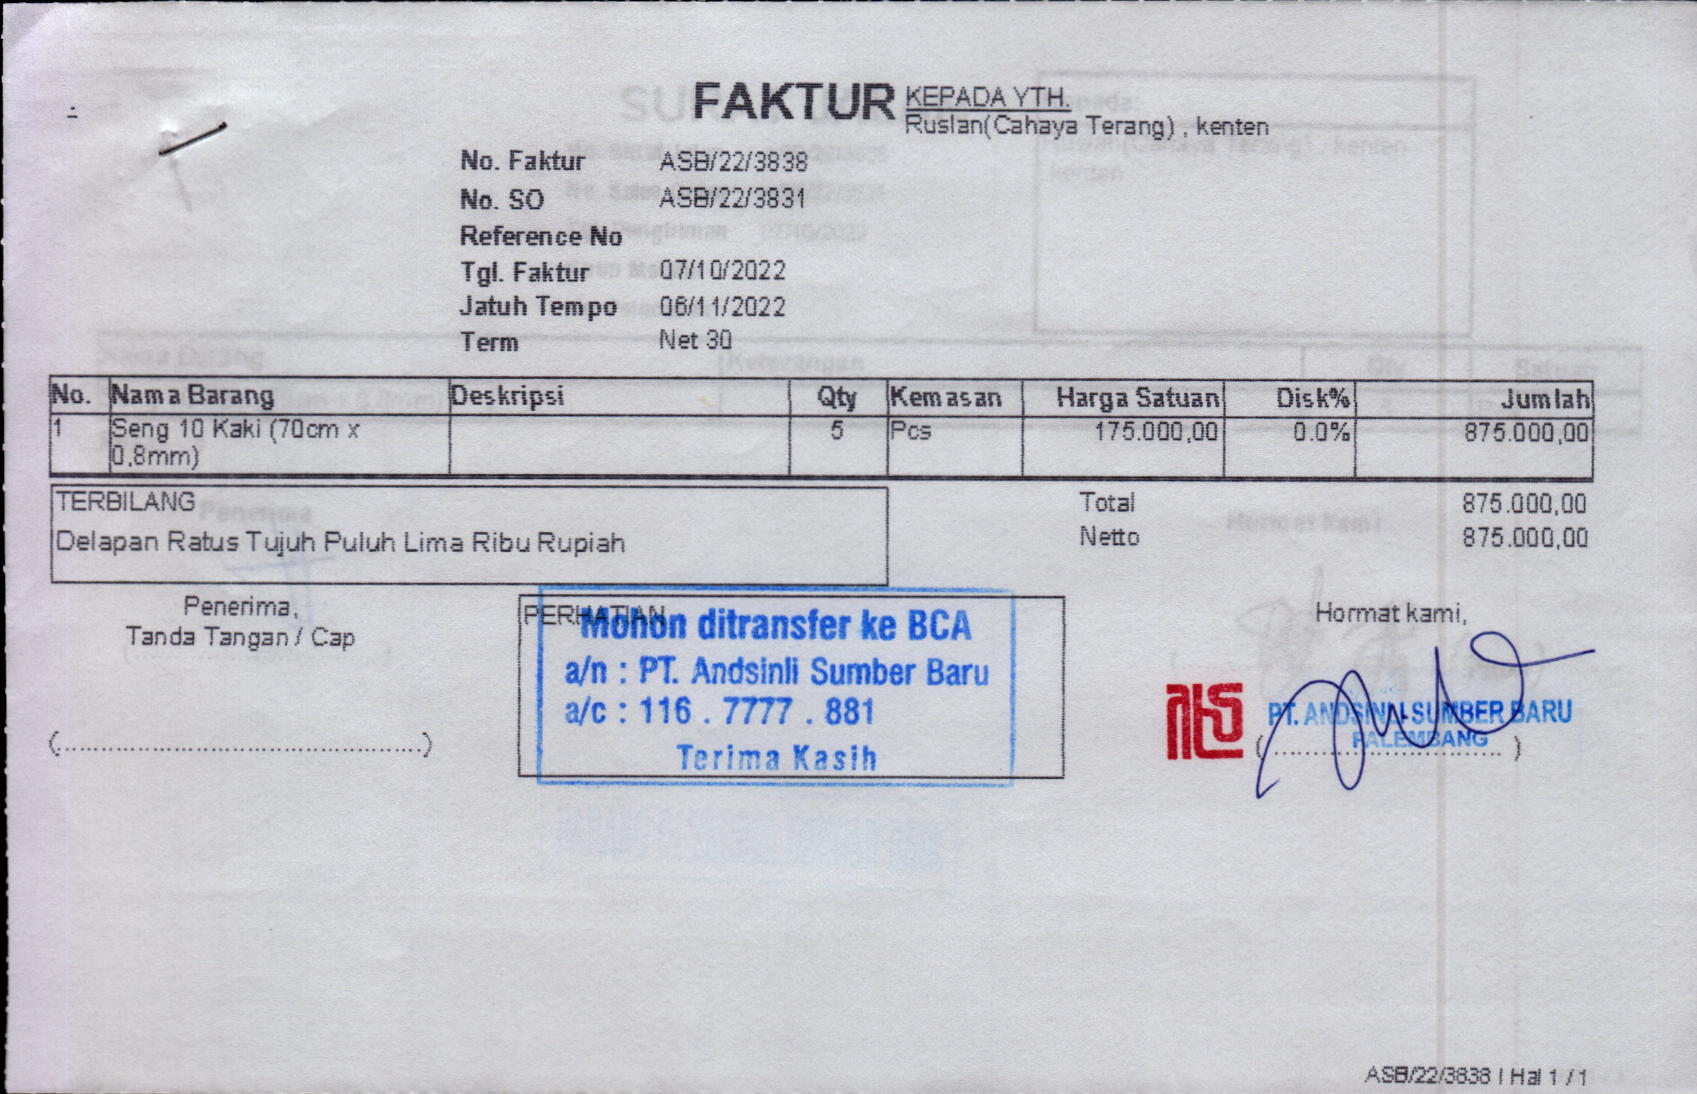 FAKTUR
KEPADA YTH.
Ruslan(Cahaya Terang) , kenten
No. Faktur ASB/22/3838
No. SO ASB/22/3831
Reference No
Tgl. Faktur 07/10/2022
Jatuh Tempo 06/11/2022
Term Net 30
No. Nama Barang Deskripsi Qty Kemasan Harga Satuan Disk% Jumlah
1 Seng 10 Kaki (70cm x 5 Pcs 175.000,00 0.0% 875.000,00
0,8mm)
TERBILANG
Delapan Ratus Tujuh Puluh Lima Ribu Rupiah
Total 875.000,00
Netto 875.000,00
Penerima,
Tanda Tangan / Cap
(........................................................)
PERHATIAN
Mohon ditransfer ke BCA
a/n : PT. Andsinli Sumber Baru
a/c : 116 . 7777 . 881
Terima Kasih
Hormat kami,
PT. ANDSINLI SUMBER BARU
PALEMBANG
(...................................)
ASB/22/3838 | Hal 1 / 1